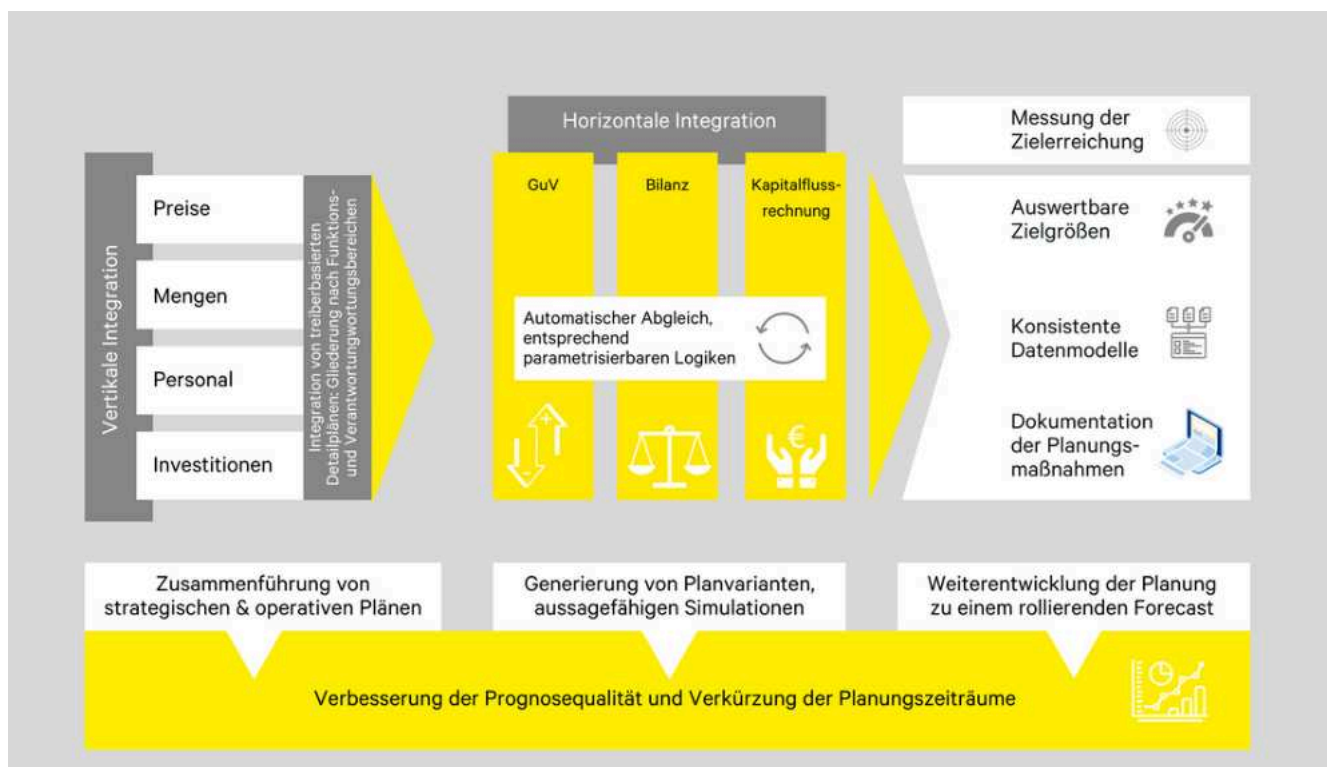 Vertikale Integration
Preise
Mengen
Personal
Investitionen
Integration von treiberbasierten
Detailplänen: Gliederung nach Funktions-
und Verantwortungbereichen
Horizontale Integration
GuV
Bilanz
Kapitalfluss-
rechnung
Automatischer Abgleich,
entsprechend
parametrisierbaren Logiken
Messung der
Zielerreichung
Auswertbare
Zielgrößen
Konsistente
Datenmodelle
Dokumentation
der Planungs-
maßnahmen
Zusammenführung von
strategischen & operativen Plänen
Generierung von Planvarianten,
aussagefähigen Simulationen
Weiterentwicklung der Planung
zu einem rollierenden Forecast
Verbesserung der Prognosequalität und Verkürzung der Planungszeiträume